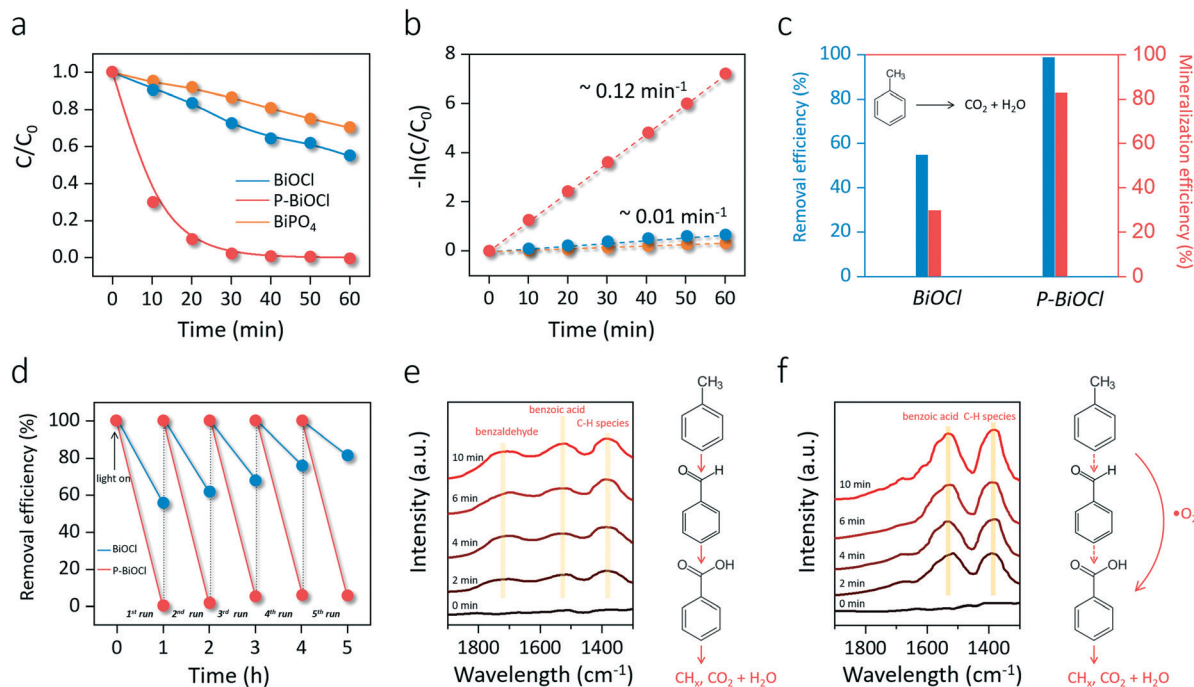 a
C/C0
1.0
0.8
0.6
0.4
0.2
0.0
BiOCl
P-BiOCl
BiPO4
0 10 20 30 40 50 60
Time (min)
b
-ln(C/C0)
8
6
4
2
0
~ 0.12 min-1
~ 0.01 min-1
0 10 20 30 40 50 60
Time (min)
c
Removal efficiency (%)
100
80
60
40
20
0
CH3
CO2 + H2O
BiOCl P-BiOCl
100
80
60
40
20
0
Mineralization efficiency (%)
d
Removal efficiency (%)
100
80
60
40
20
0
light on
BiOCl
P-BiOCl
1st run 2nd run 3rd run 4th run 5th run
0 1 2 3 4 5
Time (h)
e
Intensity (a.u.)
benzaldehyde
benzoic acid
C-H species
10 min
6 min
4 min
2 min
0 min
1800 1600 1400
Wavelength (cm-1)
CH3
O H
O OH
CHx, CO2 + H2O
f
Intensity (a.u.)
benzoic acid
C-H species
10 min
6 min
4 min
2 min
0 min
1800 1600 1400
Wavelength (cm-1)
CH3
O H
O OH
CHx, CO2 + H2O